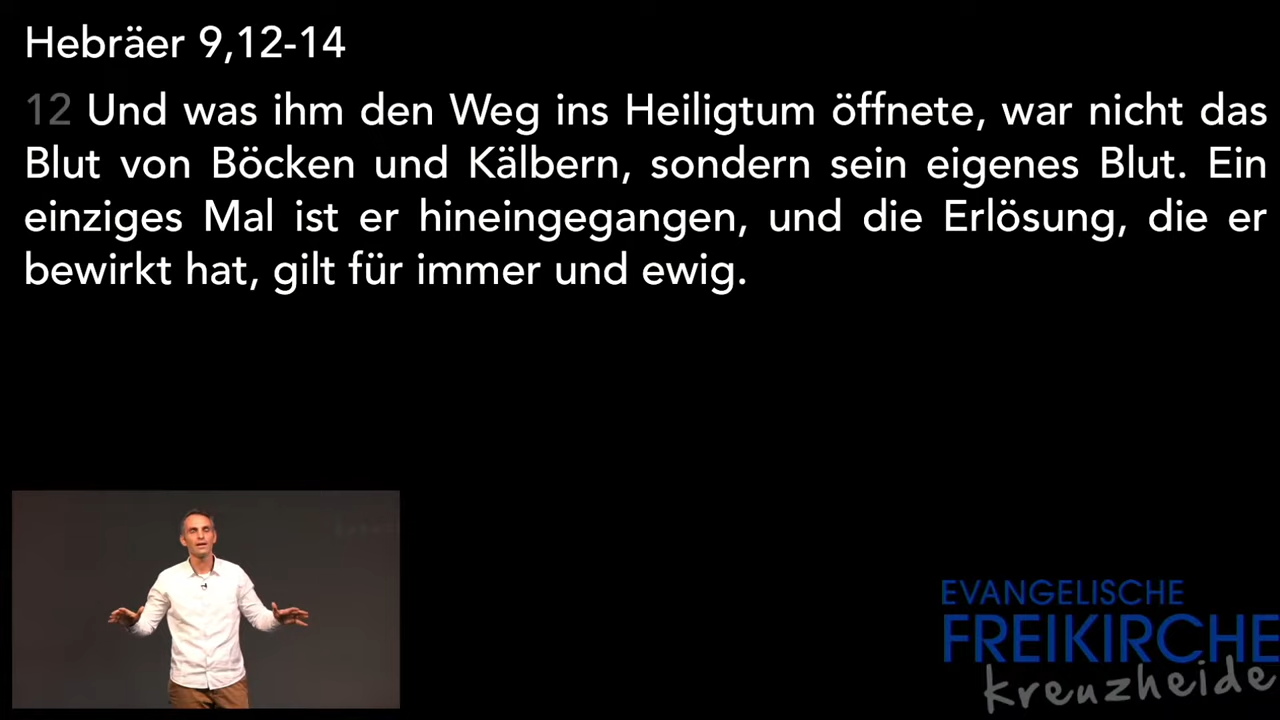 Hebräer 9,12-14
12 Und was ihm den Weg ins Heiligtum öffnete, war nicht das
Blut von Böcken und Kälbern, sondern sein eigenes Blut. Ein
einziges Mal ist er hineingegangen, und die Erlösung, die er
bewirkt hat, gilt für immer und ewig.
EVANGELISCHE
FREIKIRCHE
kreuzheide